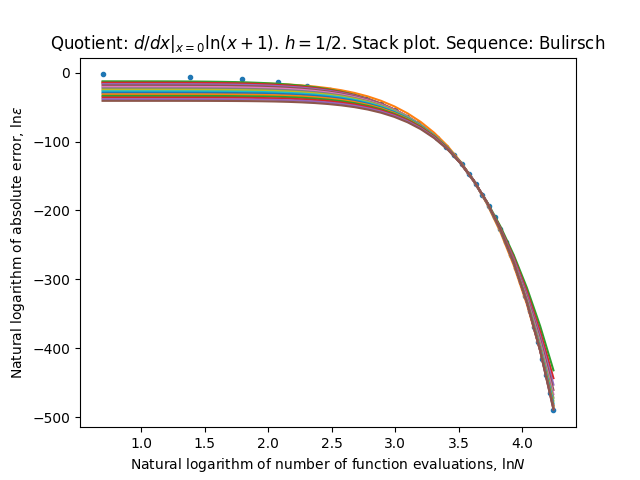 Quotient: d/dx|ₓ₌₀ln(x + 1). h = 1/2. Stack plot. Sequence: Bulirsch
0
−100
−200
−300
−400
−500
Natural logarithm of absolute error, lnε
1.0 1.5 2.0 2.5 3.0 3.5 4.0
Natural logarithm of number of function evaluations, lnN